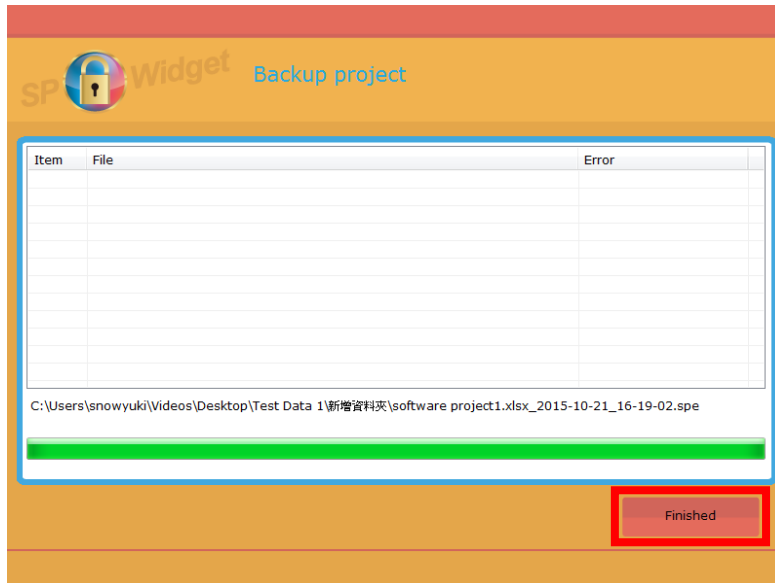 SP Widget
Backup project
Item File Error
C:\Users\snowyuki\Videos\Desktop\Test Data 1\新增資料夾\software project1.xlsx_2015-10-21_16-19-02.spe
Finished